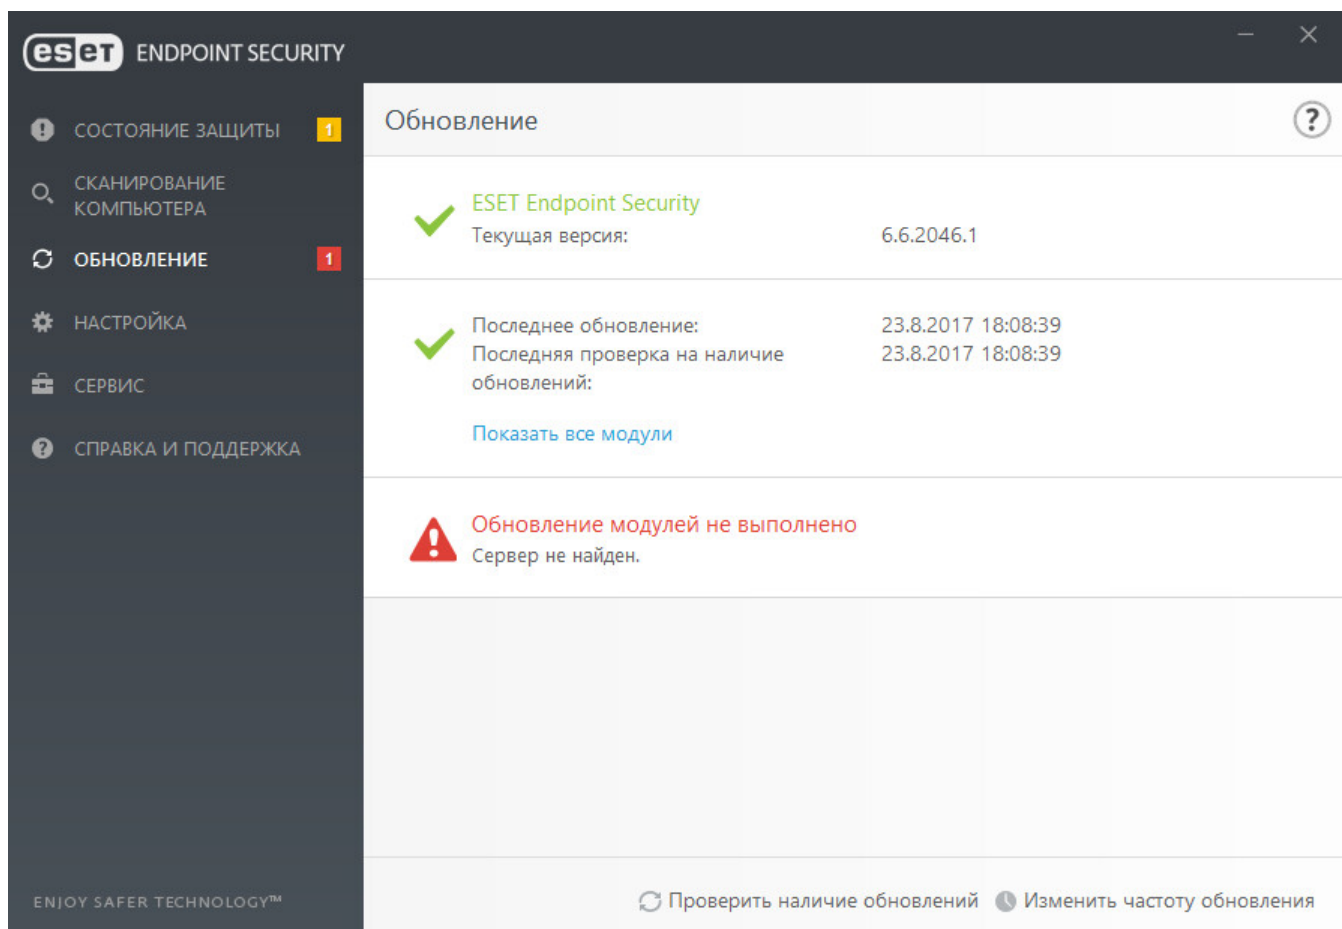 eset ENDPOINT SECURITY
СОСТОЯНИЕ ЗАЩИТЫ 1
СКАНИРОВАНИЕ
КОМПЬЮТЕРА
ОБНОВЛЕНИЕ 1
НАСТРОЙКА
СЕРВИС
СПРАВКА И ПОДДЕРЖКА
ENJOY SAFER TECHNOLOGY™
Обновление ?
ESET Endpoint Security
Текущая версия: 6.6.2046.1
Последнее обновление: 23.8.2017 18:08:39
Последняя проверка на наличие 23.8.2017 18:08:39
обновлений:
Показать все модули
Обновление модулей не выполнено
Сервер не найден.
Проверить наличие обновлений Изменить частоту обновления